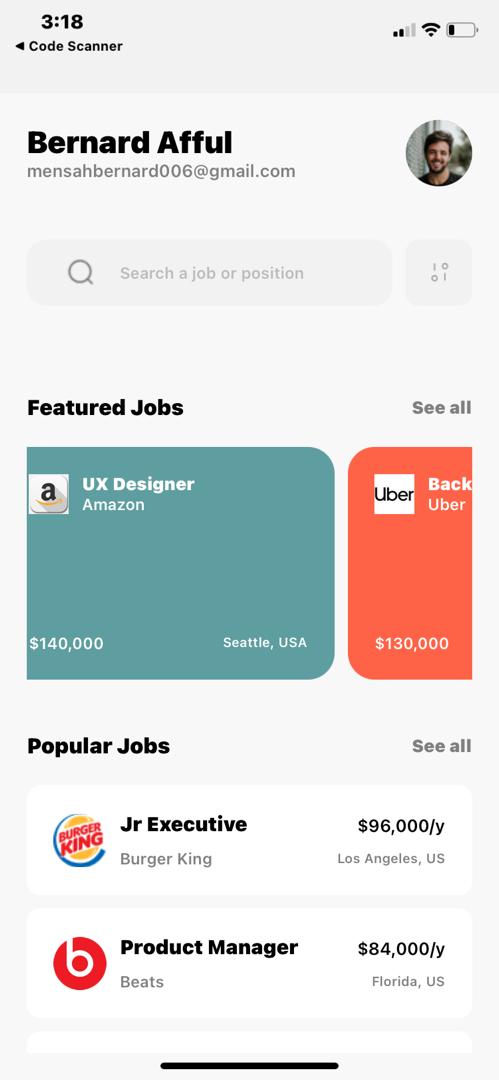 3:18
◀ Code Scanner
Bernard Afful
mensahbernard006@gmail.com
Search a job or position
Featured Jobs
See all
a
UX Designer
Amazon
$140,000
Seattle, USA
Uber
Back
Uber
$130,000
Popular Jobs
See all
BURGER
KING
Jr Executive
$96,000/y
Burger King
Los Angeles, US
b
Product Manager
$84,000/y
Beats
Florida, US